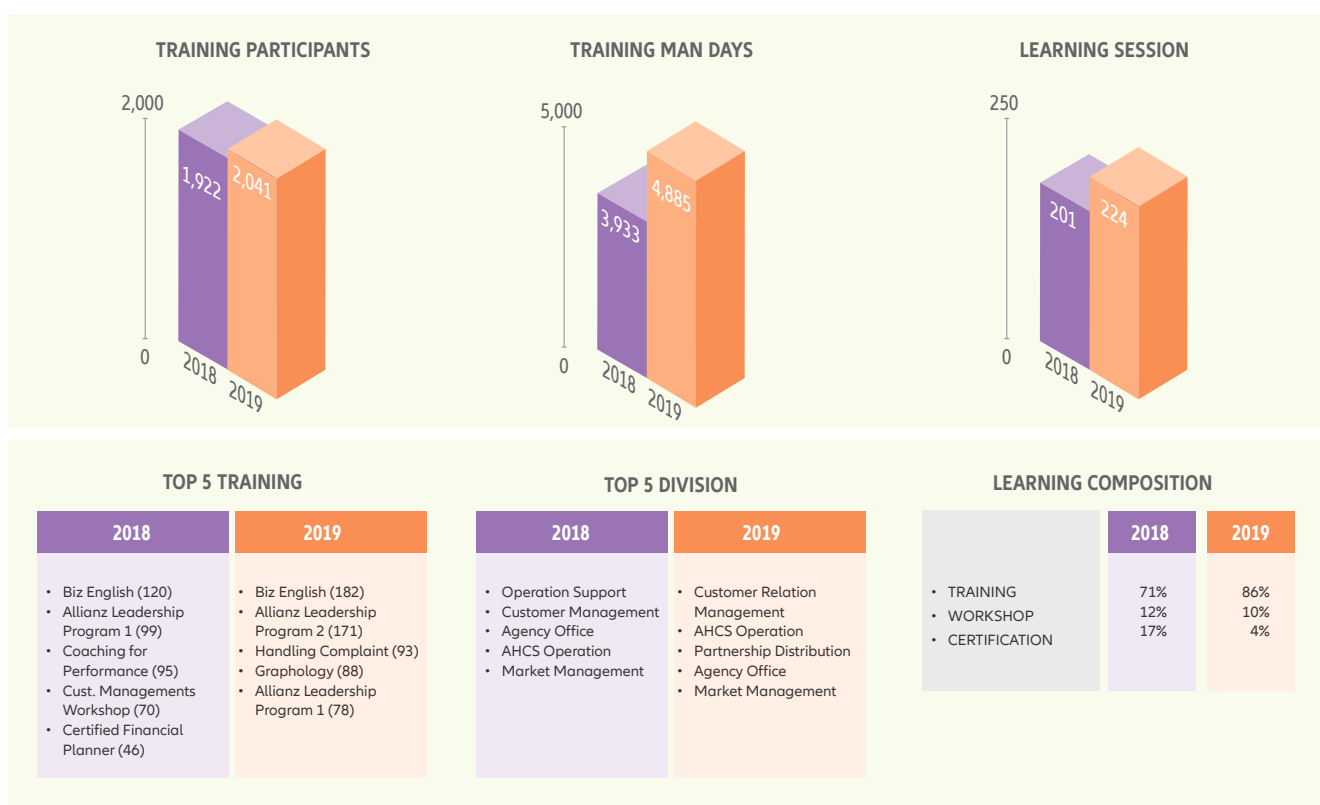 TRAINING PARTICIPANTS
2,000
0
1,922
2,041
2018
2019
TRAINING MAN DAYS
5,000
0
3,933
4,885
2018
2019
LEARNING SESSION
250
0
201
224
2018
2019
TOP 5 TRAINING
2018
• Biz English (120)
• Allianz Leadership
Program 1 (99)
• Coaching for
Performance (95)
• Cust. Managements
Workshop (70)
• Certified Financial
Planner (46)
2019
• Biz English (182)
• Allianz Leadership
Program 2 (171)
• Handling Complaint (93)
• Graphology (88)
• Allianz Leadership
Program 1 (78)
TOP 5 DIVISION
2018
• Operation Support
• Customer Management
• Agency Office
• AHCS Operation
• Market Management
2019
• Customer Relation
Management
• AHCS Operation
• Partnership Distribution
• Agency Office
• Market Management
LEARNING COMPOSITION
2018 2019
• TRAINING 71% 86%
• WORKSHOP 12% 10%
• CERTIFICATION 17% 4%